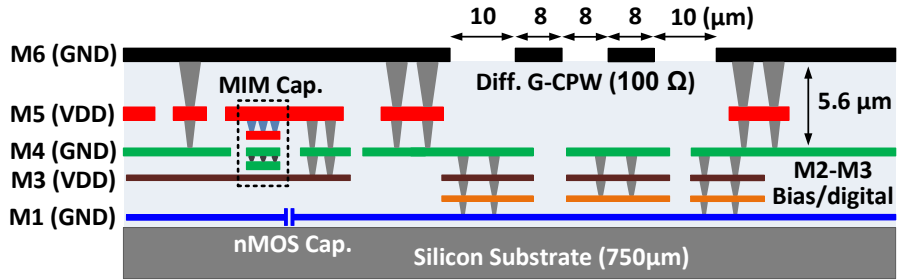 10 8 8 8 10 (µm)
M6 (GND)
MIM Cap.
Diff. G-CPW (100 Ω)
5.6 µm
M5 (VDD)
M4 (GND)
M3 (VDD)
M2-M3
Bias/digital
M1 (GND)
nMOS Cap.
Silicon Substrate (750µm)